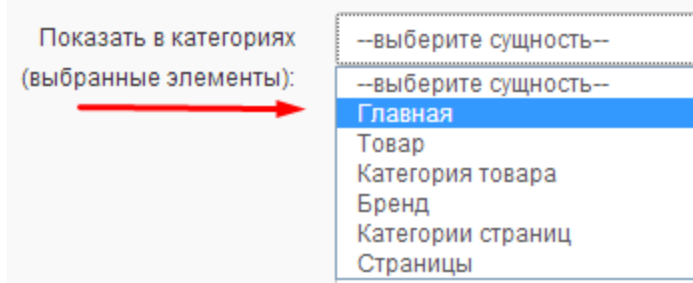 Показать в категориях
(выбранные элементы):
--выберите сущность--
--выберите сущность--
Главная
Товар
Категория товара
Бренд
Категории страниц
Страницы